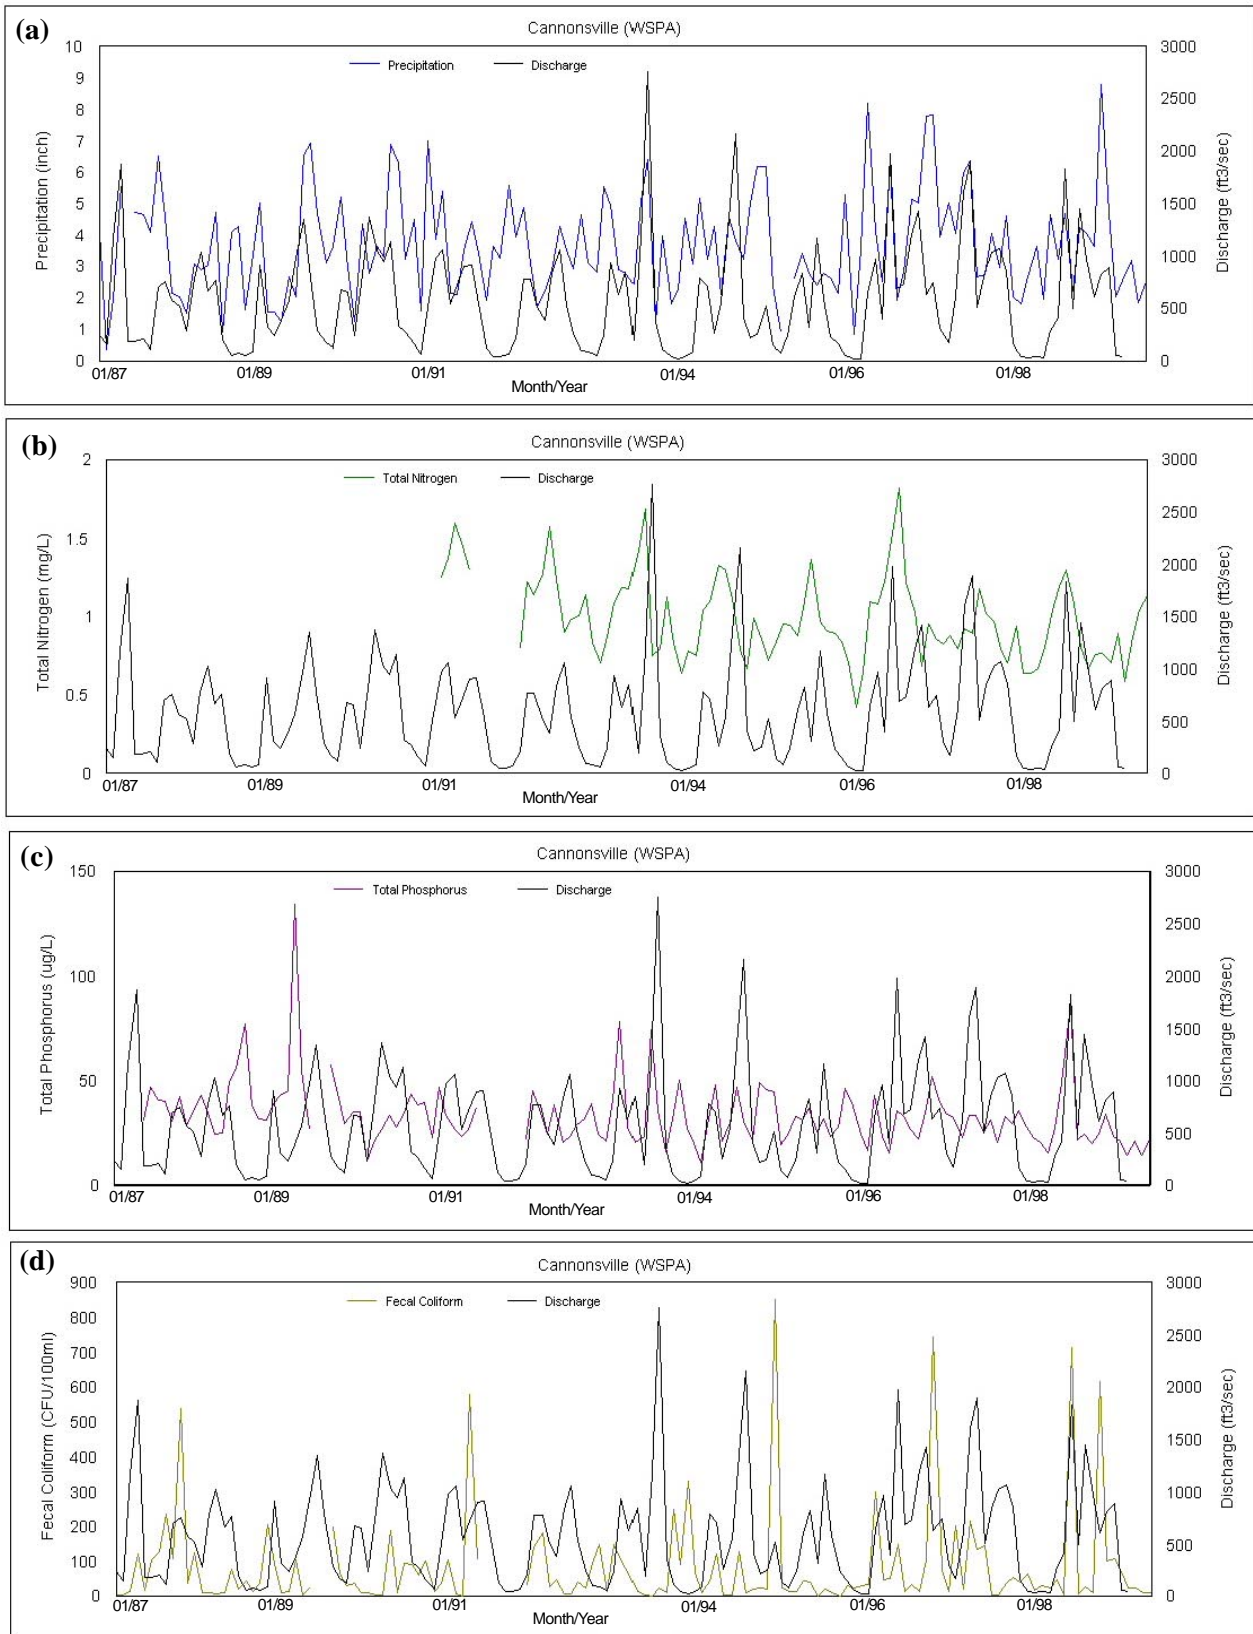 (a)
Cannonsville (WSPA)
Precipitation
Discharge
10
9
8
7
6
5
4
3
2
1
0
Precipitation (inch)
3000
2500
2000
1500
1000
500
0
Discharge (ft3/sec)
01/87
01/89
01/91
01/94
01/96
01/98
Month/Year
(b)
Cannonsville (WSPA)
Total Nitrogen
Discharge
2
1.5
1
0.5
0
Total Nitrogen (mg/L)
3000
2500
2000
1500
1000
500
0
Discharge (ft3/sec)
01/87
01/89
01/91
01/94
01/96
01/98
Month/Year
(c)
Cannonsville (WSPA)
Total Phosphorus
Discharge
150
100
50
0
Total Phosphorus (ug/L)
3000
2500
2000
1500
1000
500
0
Discharge (ft3/sec)
01/87
01/89
01/91
01/94
01/96
01/98
Month/Year
(d)
Cannonsville (WSPA)
Fecal Coliform
Discharge
900
800
700
600
500
400
300
200
100
0
Fecal Coliform (CFU/100ml)
3000
2500
2000
1500
1000
500
0
Discharge (ft3/sec)
01/87
01/89
01/91
01/94
01/96
01/98
Month/Year